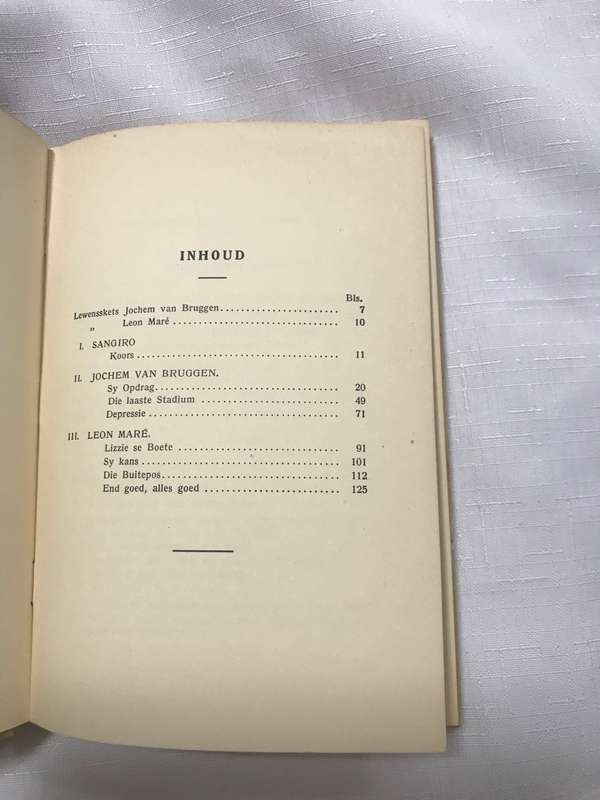 INHOUD
Bls.
Lewensskets Jochem van Bruggen........................ 7
„ Leon Maré............................... 10
I. SANGIRO
Koors...................................... 11
II. JOCHEM VAN BRUGGEN.
Sy Opdrag.................................. 20
Die laaste Stadium .......................... 49
Depressie................................... 71
III. LEON MARÉ.
Lizzie se Boete .............................. 91
Sy kans.................................... 101
Die Buitepos................................ 112
End goed, alles goed ......................... 125